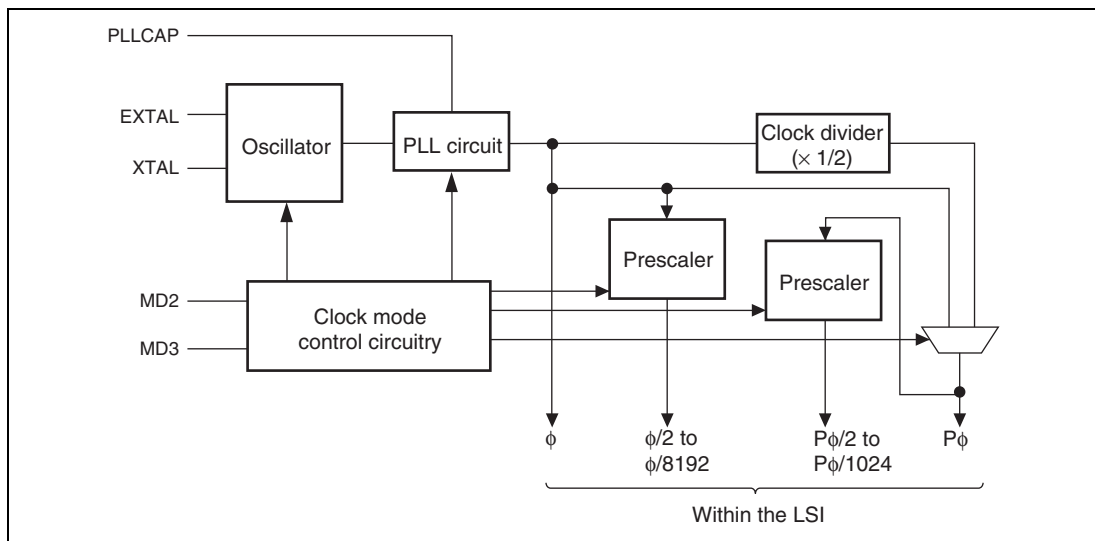 PLLCAP
EXTAL
XTAL
Oscillator
PLL circuit
Clock divider
(× 1/2)
Prescaler
Prescaler
MD2
MD3
Clock mode
control circuitry
ϕ
ϕ/2 to
ϕ/8192
Pϕ/2 to
Pϕ/1024
Pϕ
Within the LSI